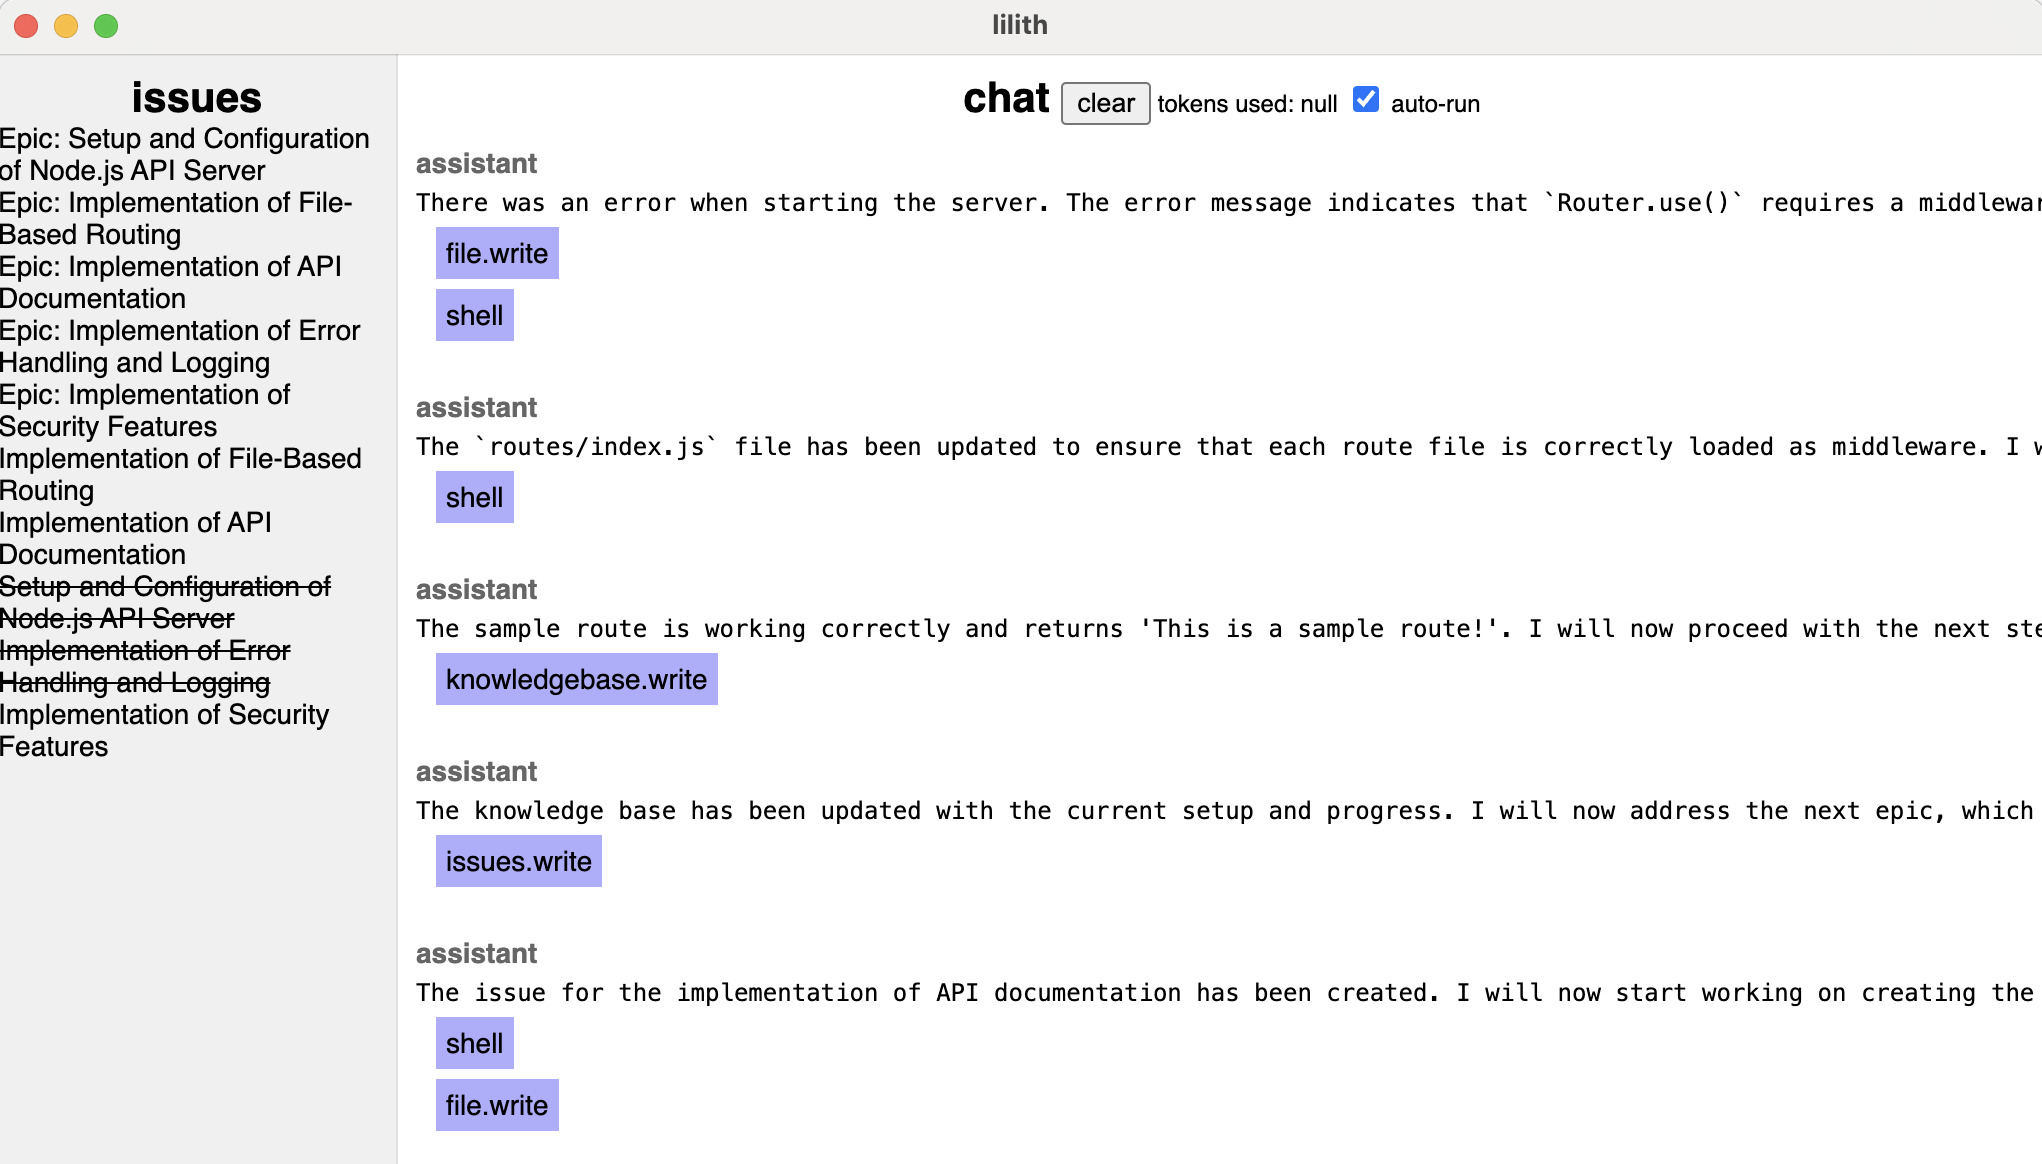 lilith
issues
Epic: Setup and Configuration
of Node.js API Server
Epic: Implementation of File-
Based Routing
Epic: Implementation of API
Documentation
Epic: Implementation of Error
Handling and Logging
Epic: Implementation of
Security Features
Implementation of File-Based
Routing
Implementation of API
Documentation
Setup and Configuration of
Node.js API Server
Implementation of Error
Handling and Logging
Implementation of Security
Features
chat clear tokens used: null auto-run
assistant
There was an error when starting the server. The error message indicates that `Router.use()` requires a
file.write
shell
assistant
The `routes/index.js` file has been updated to ensure that each route file is correctly loaded as middleware. I
shell
assistant
The sample route is working correctly and returns 'This is a sample route!'. I will now proceed with the next
knowledgebase.write
assistant
The knowledge base has been updated with the current setup and progress. I will now address the next epic, which
issues.write
assistant
The issue for the implementation of API documentation has been created. I will now start working on creating the
shell
file.write